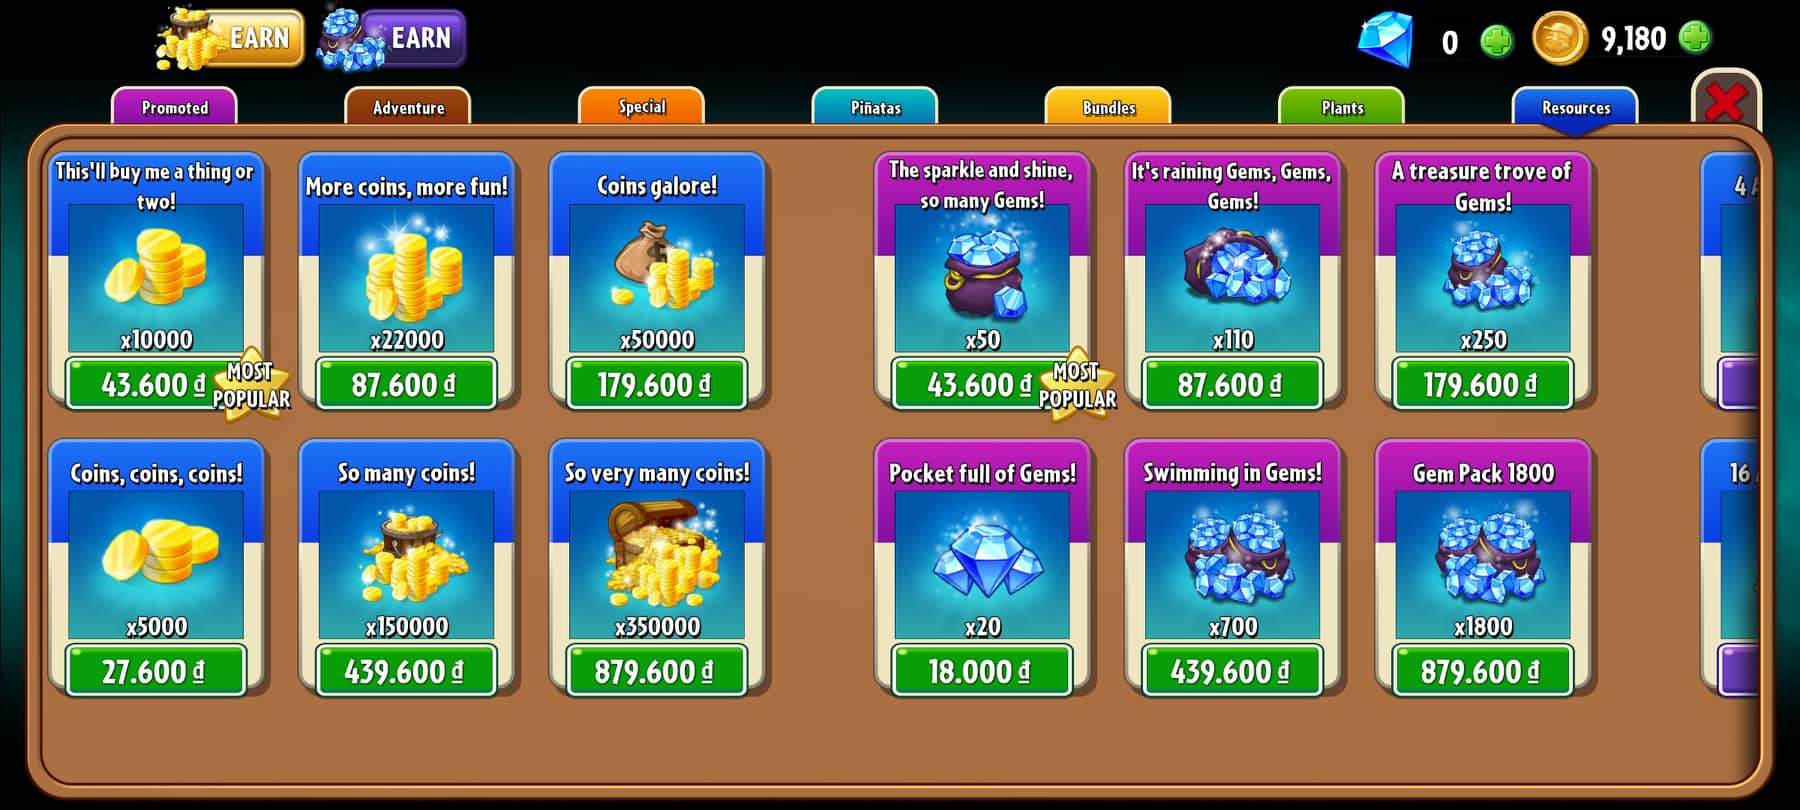 EARN
EARN
0
9,180
Promoted
Adventure
Special
Piñatas
Bundles
Plants
Resources
This'll buy me a thing or
two!
x10000
43.600 ₫
MOST
POPULAR
More coins, more fun!
x22000
87.600 ₫
Coins galore!
x50000
179.600 ₫
The sparkle and shine,
so many Gems!
x50
43.600 ₫
MOST
POPULAR
It's raining Gems, Gems,
Gems!
x110
87.600 ₫
A treasure trove of
Gems!
x250
179.600 ₫
4
Coins, coins, coins!
x5000
27.600 ₫
So many coins!
x150000
439.600 ₫
So very many coins!
x350000
879.600 ₫
Pocket full of Gems!
x20
18.000 ₫
Swimming in Gems!
x700
439.600 ₫
Gem Pack 1800
x1800
879.600 ₫
16